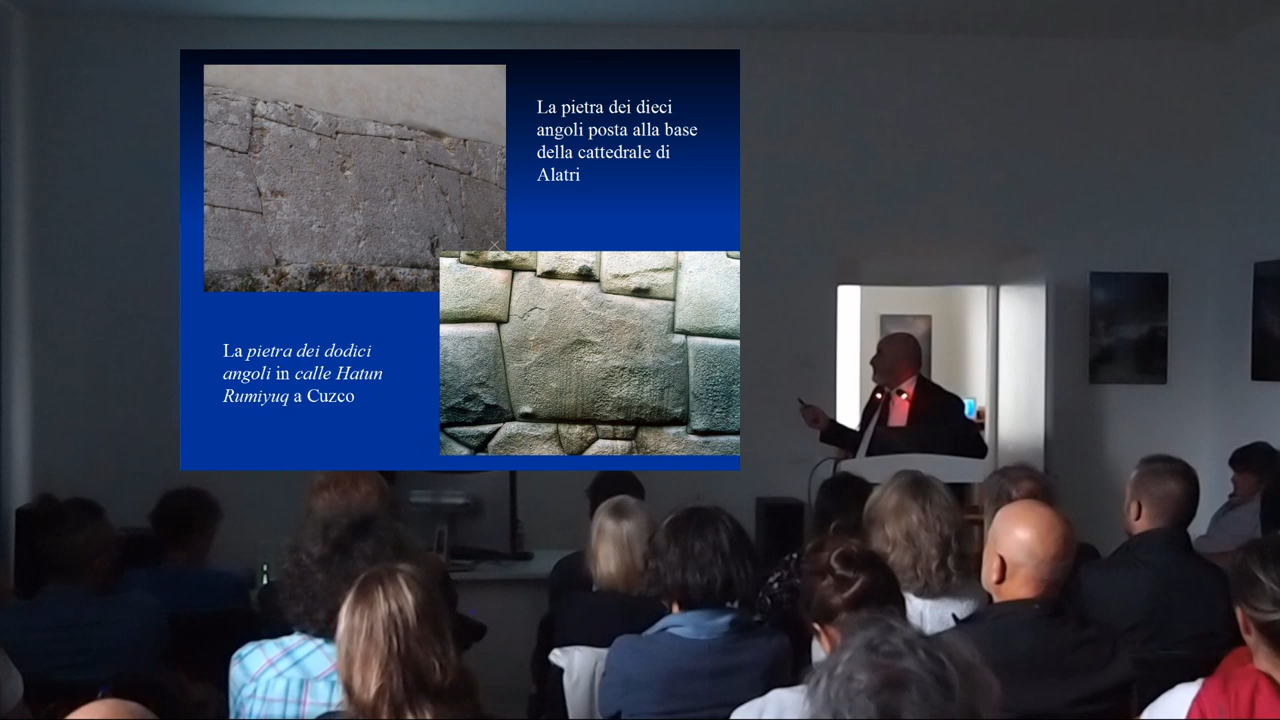 La pietra dei dieci
angoli posta alla base
della cattedrale di
Alatri
La pietra dei dodici
angoli in calle Hatun
Rumiyuq a Cuzco